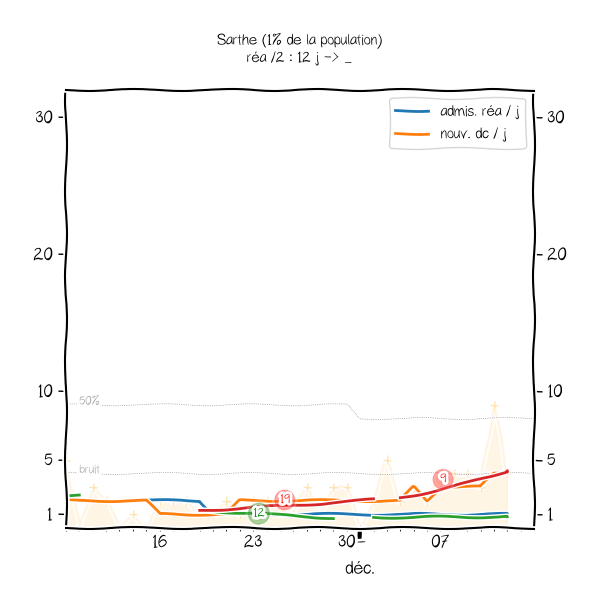 Sarthe (1% de la population)
réa /2 : 12 j -> _
admis. réa / j
nouv. dc / j
30 30
20 20
10 10
50%
5 5
bruit
9
19
12
1 1
16 23 30 07
déc.